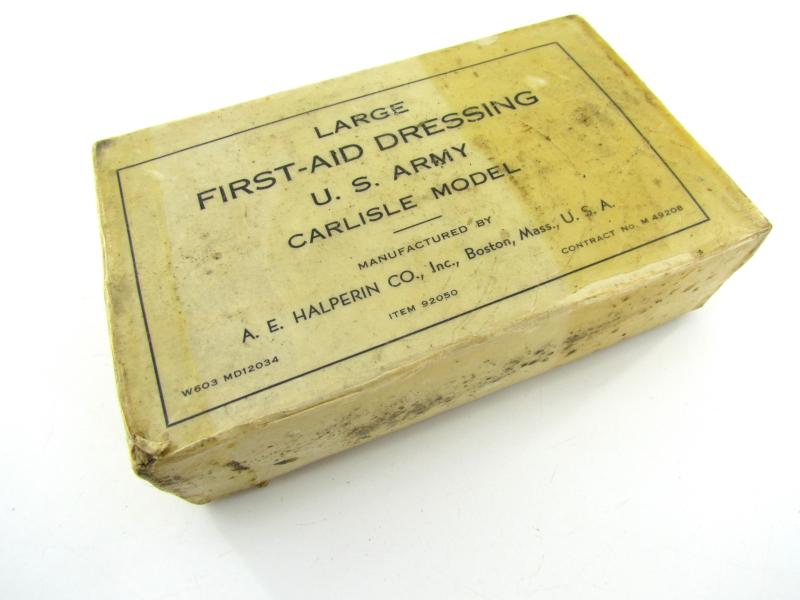 LARGE
FIRST-AID DRESSING
U. S. ARMY
CARLISLE MODEL
MANUFACTURED BY
A. E. HALPERIN CO., Inc., Boston, Mass., U. S. A.
W603 MD12034
ITEM 92050
CONTRACT No. M 49208